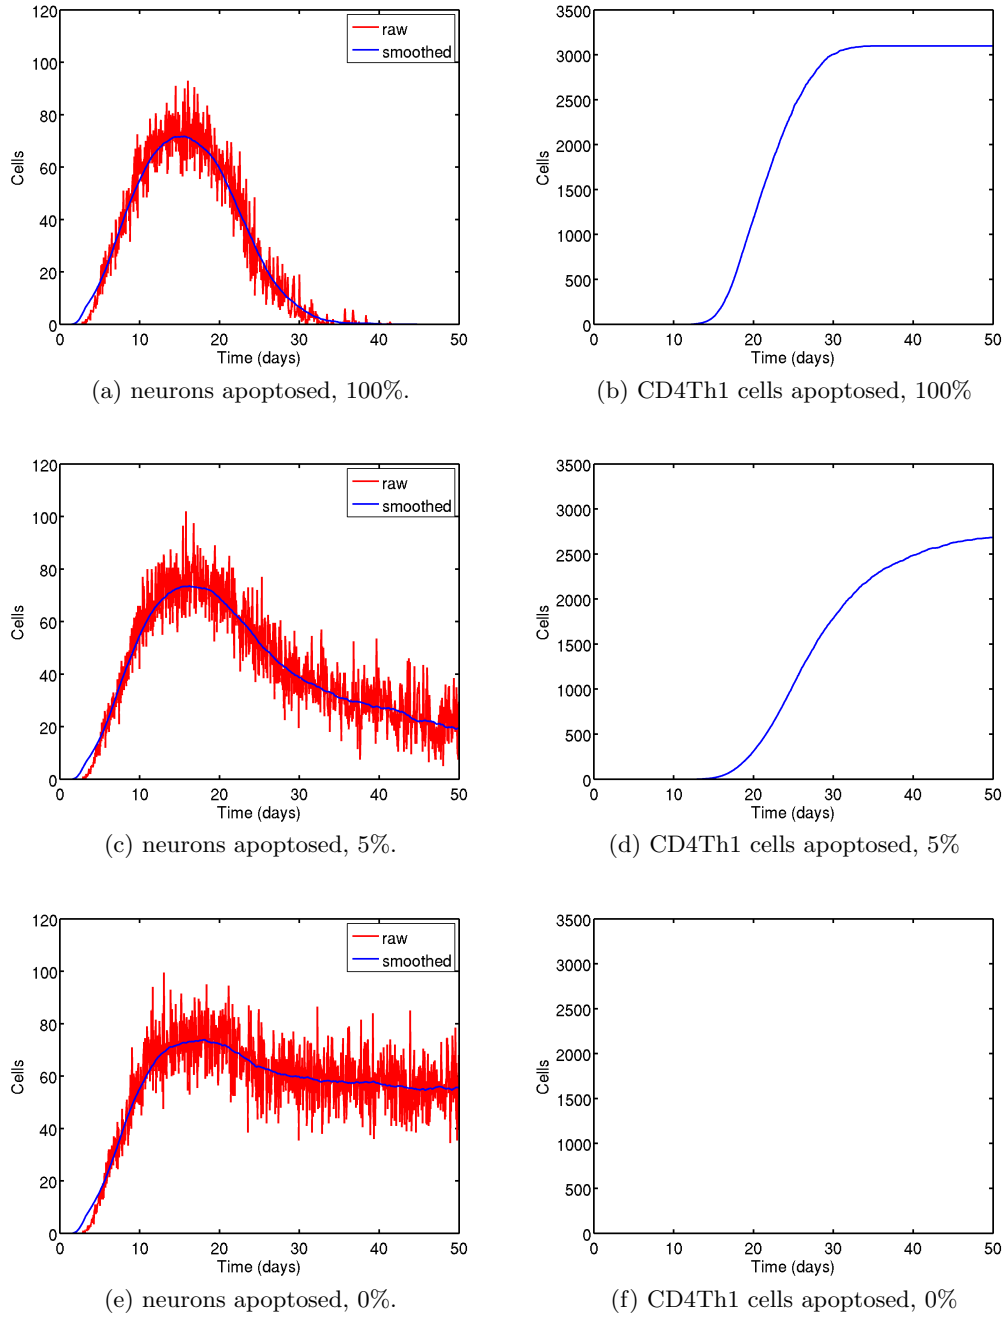 120
100
80
60
40
20
0
Cells
raw
smoothed
0 10 20 30 40 50
Time (days)
(a) neurons apoptosed, 100%.
3500
3000
2500
2000
1500
1000
500
0
Cells
0 10 20 30 40 50
Time (days)
(b) CD4Th1 cells apoptosed, 100%
120
100
80
60
40
20
0
Cells
raw
smoothed
0 10 20 30 40 50
Time (days)
(c) neurons apoptosed, 5%.
3500
3000
2500
2000
1500
1000
500
0
Cells
0 10 20 30 40 50
Time (days)
(d) CD4Th1 cells apoptosed, 5%
120
100
80
60
40
20
0
Cells
raw
smoothed
0 10 20 30 40 50
Time (days)
(e) neurons apoptosed, 0%.
3500
3000
2500
2000
1500
1000
500
0
Cells
0 10 20 30 40 50
Time (days)
(f) CD4Th1 cells apoptosed, 0%